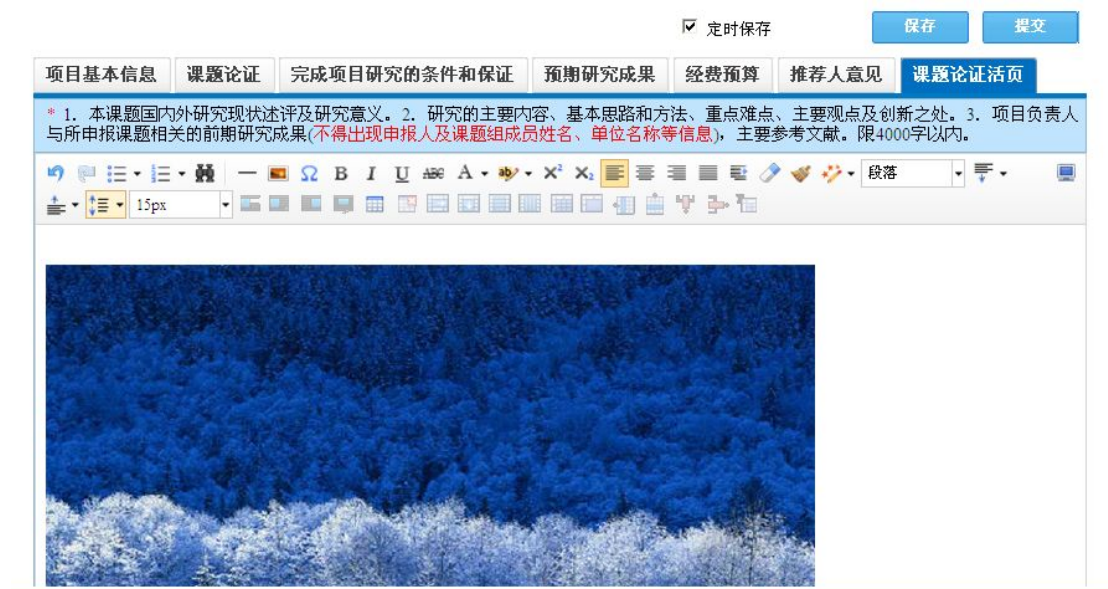 定时保存 保存 提交
项目基本信息 课题论证 完成项目研究的条件和保证 预期研究成果 经费预算 推荐人意见 课题论证活页
* 1. 本课题国内外研究现状述评及研究意义。2. 研究的主要内容、基本思路和方法、重点难点、主要观点及创新之处。3. 项目负责人
与所申报课题相关的前期研究成果(不得出现申报人及课题组成员姓名、单位名称等信息), 主要参考文献。限4000字以内。
Ω B I U ABC A ab X² X₂ 段落
15px